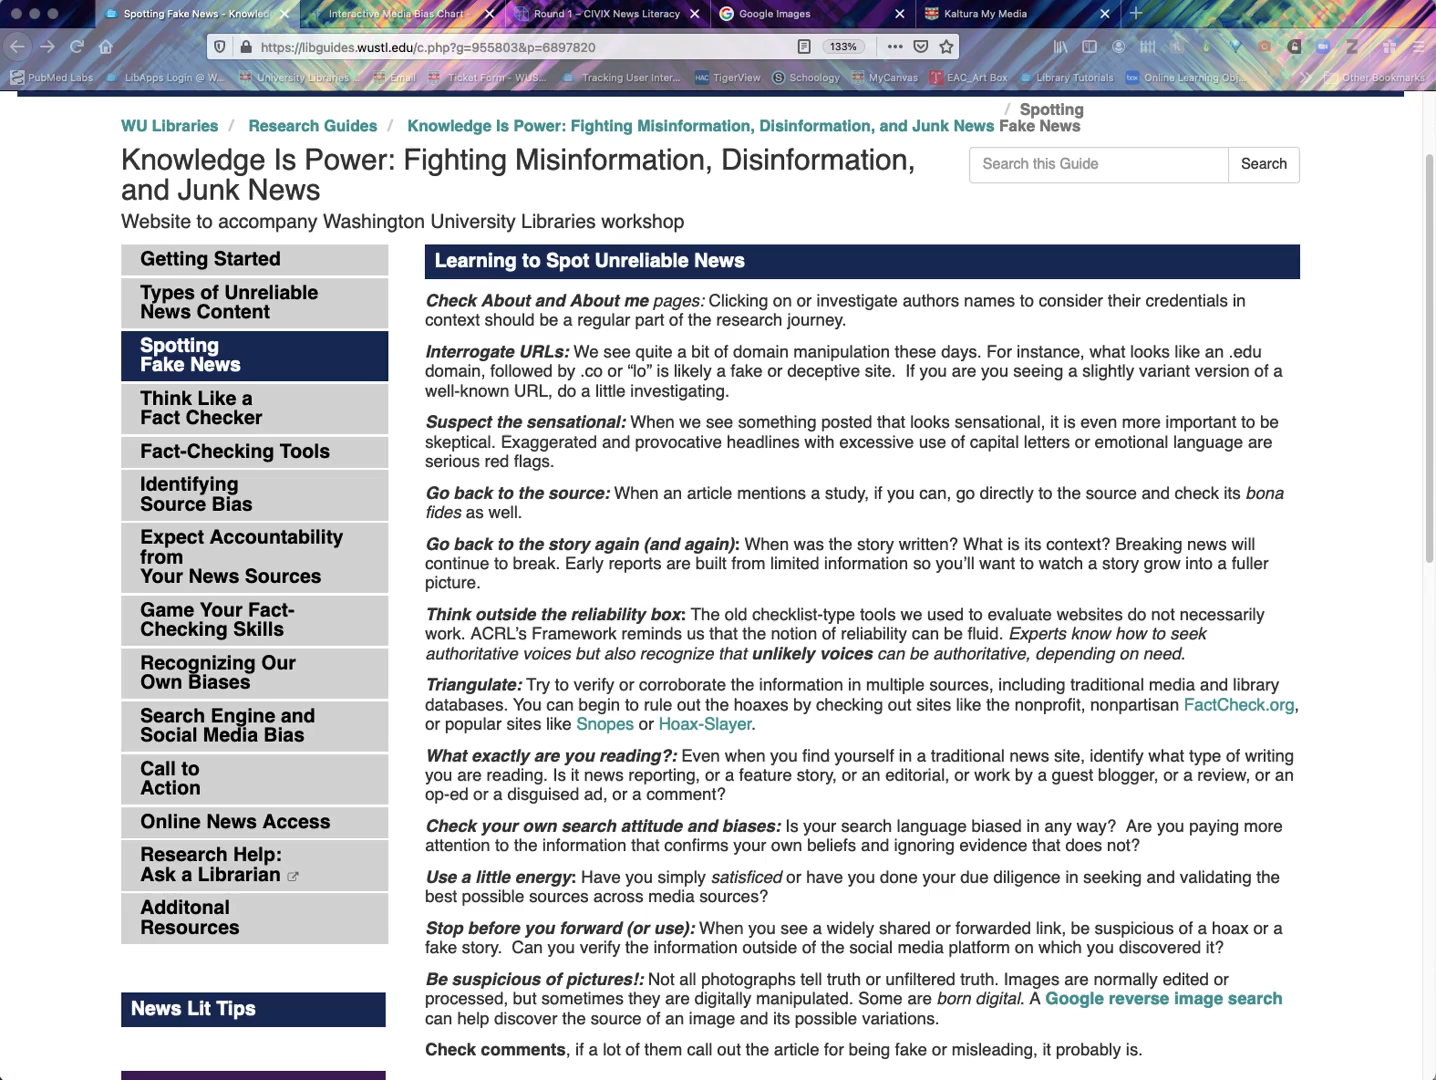 Spotting Fake News - Knowled
Interactive Media Bias Chart -
Round 1 – CIVIX News Literacy
Google Images
Kaltura My Media
https://libguides.wustl.edu/c.php?g=955803&p=6897820
133%
PubMed Labs
LibApps Login @ W...
University Libraries...
Email
Ticket Form - WUS...
Tracking User Inter...
TigerView
Schoology
MyCanvas
EAC_Art Box
Library Tutorials
Online Learning Obj...
Other Bookmarks
WU Libraries / Research Guides / Knowledge Is Power: Fighting Misinformation, Disinformation, and Junk News / Spotting
Fake News
Knowledge Is Power: Fighting Misinformation, Disinformation,
and Junk News
Search this Guide
Search
Website to accompany Washington University Libraries workshop
Getting Started
Types of Unreliable
News Content
Spotting
Fake News
Think Like a
Fact Checker
Fact-Checking Tools
Identifying
Source Bias
Expect Accountability
from
Your News Sources
Game Your Fact-
Checking Skills
Recognizing Our
Own Biases
Search Engine and
Social Media Bias
Call to
Action
Online News Access
Research Help:
Ask a Librarian
Additonal
Resources
News Lit Tips
Learning to Spot Unreliable News
Check About and About me pages: Clicking on or investigate authors names to consider their credentials in
context should be a regular part of the research journey.
Interrogate URLs: We see quite a bit of domain manipulation these days. For instance, what looks like an .edu
domain, followed by .co or “lo” is likely a fake or deceptive site. If you are you seeing a slightly variant version of a
well-known URL, do a little investigating.
Suspect the sensational: When we see something posted that looks sensational, it is even more important to be
skeptical. Exaggerated and provocative headlines with excessive use of capital letters or emotional language are
serious red flags.
Go back to the source: When an article mentions a study, if you can, go directly to the source and check its bona
fides as well.
Go back to the story again (and again): When was the story written? What is its context? Breaking news will
continue to break. Early reports are built from limited information so you’ll want to watch a story grow into a fuller
picture.
Think outside the reliability box: The old checklist-type tools we used to evaluate websites do not necessarily
work. ACRL’s Framework reminds us that the notion of reliability can be fluid. Experts know how to seek
authoritative voices but also recognize that unlikely voices can be authoritative, depending on need.
Triangulate: Try to verify or corroborate the information in multiple sources, including traditional media and library
databases. You can begin to rule out the hoaxes by checking out sites like the nonprofit, nonpartisan FactCheck.org,
or popular sites like Snopes or Hoax-Slayer.
What exactly are you reading?: Even when you find yourself in a traditional news site, identify what type of writing
you are reading. Is it news reporting, or a feature story, or an editorial, or work by a guest blogger, or a review, or an
op-ed or a disguised ad, or a comment?
Check your own search attitude and biases: Is your search language biased in any way? Are you paying more
attention to the information that confirms your own beliefs and ignoring evidence that does not?
Use a little energy: Have you simply satisficed or have you done your due diligence in seeking and validating the
best possible sources across media sources?
Stop before you forward (or use): When you see a widely shared or forwarded link, be suspicious of a hoax or a
fake story. Can you verify the information outside of the social media platform on which you discovered it?
Be suspicious of pictures!: Not all photographs tell truth or unfiltered truth. Images are normally edited or
processed, but sometimes they are digitally manipulated. Some are born digital. A Google reverse image search
can help discover the source of an image and its possible variations.
Check comments, if a lot of them call out the article for being fake or misleading, it probably is.